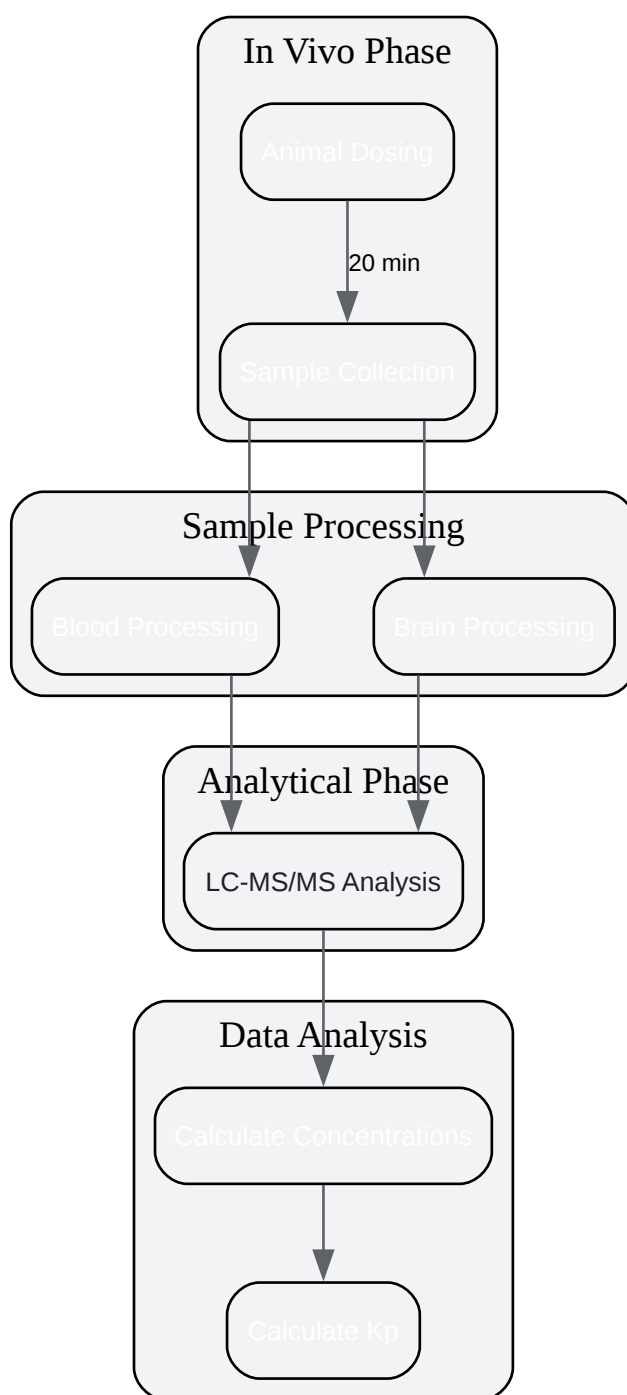 In Vivo Phase
Animal Dosing
20 min
Sample Collection
Sample Processing
Blood Processing
Brain Processing
Analytical Phase
LC-MS/MS Analysis
Data Analysis
Calculate Concentrations
Calculate Kp